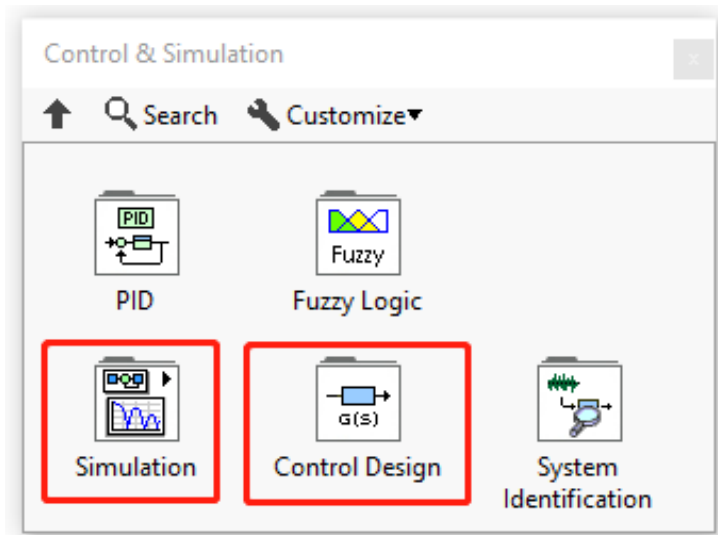 Control & Simulation
x
Search Customize
PID
Fuzzy
PID Fuzzy Logic
G(s)
Simulation Control Design System
Identification